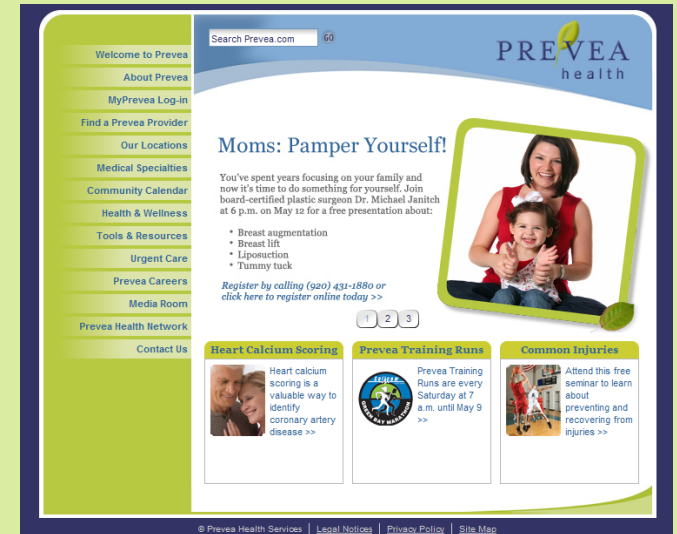 Search Prevea.com GO
PREVEA
health
Welcome to Prevea
About Prevea
MyPrevea Log-in
Find a Prevea Provider
Our Locations
Medical Specialties
Community Calendar
Health & Wellness
Tools & Resources
Urgent Care
Prevea Careers
Media Room
Prevea Health Network
Contact Us
Moms: Pamper Yourself!
You've spent years focusing on your family and
now it's time to do something for yourself. Join
board-certified plastic surgeon Dr. Michael Janitch
at 6 p.m. on May 12 for a free presentation about:
• Breast augmentation
• Breast lift
• Liposuction
• Tummy tuck
Register by calling (920) 431-1880 or
click here to register online today >>
1 2 3
Heart Calcium Scoring
Heart calcium
scoring is a
valuable way to
identify
coronary artery
disease >>
Prevea Training Runs
GREEN BAY MARATHON
Prevea Training
Runs are every
Saturday at 7
a.m. until May 9
>>
Common Injuries
Attend this free
seminar to learn
about
preventing and
recovering from
injuries >>
© Prevea Health Services | Legal Notices | Privacy Policy | Site Map